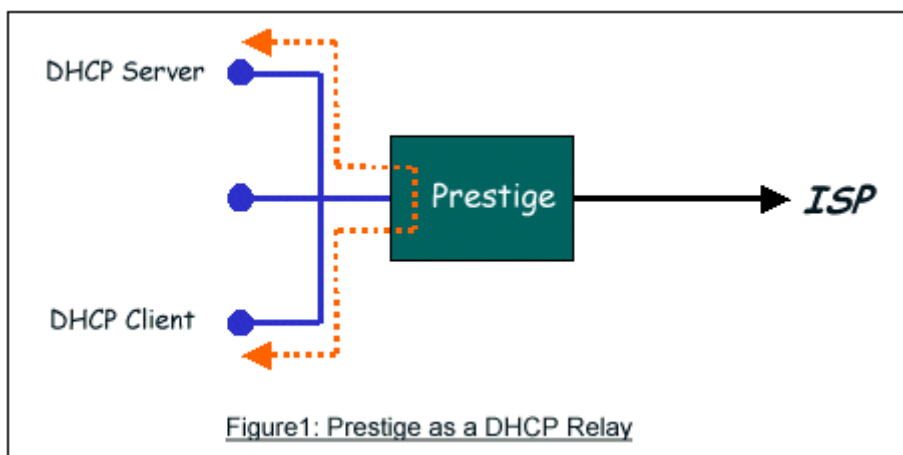 DHCP Server
Prestige
ISP
DHCP Client
Figure1: Prestige as a DHCP Relay